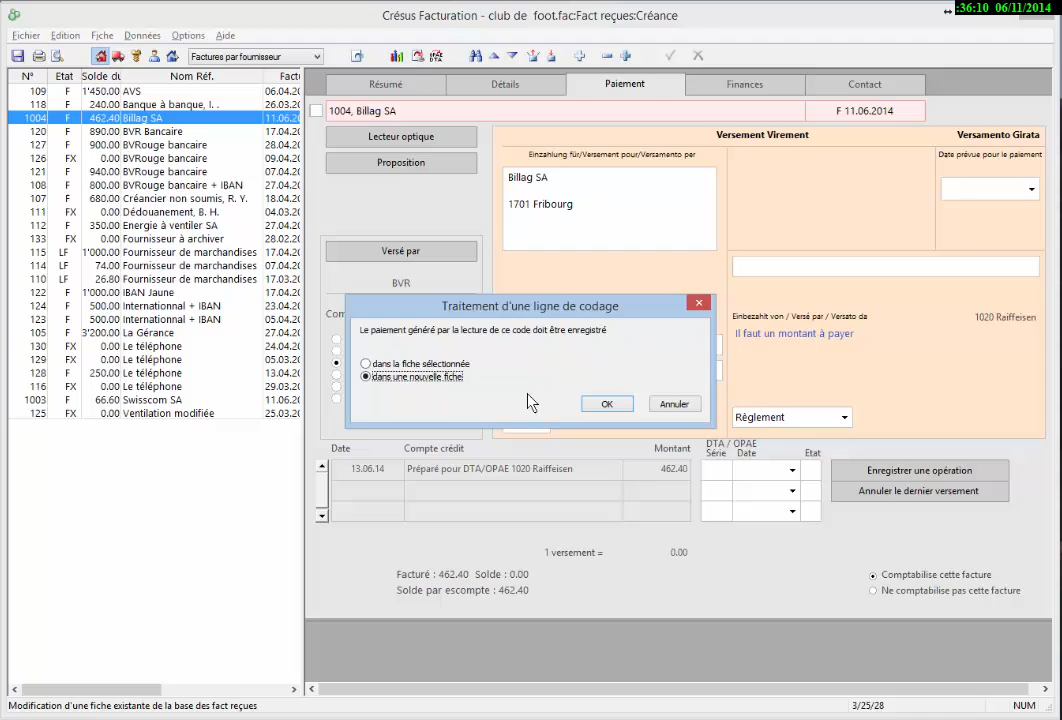 :36:10 06/11/2014
Crésus Facturation - club de foot.fac:Fact reçues:Créance
Fichier Edition Fiche Données Options Aide
Factures par fournisseur
N° Etat Solde du Nom Réf. Factu
109 F 1'450.00 AVS 06.04.20
118 F 240.00 Banque à banque, I. . 26.03.20
1004 F 462.40 Billag SA 11.06.20
120 F 890.00 BVR Bancaire 17.04.20
127 F 900.00 BVRouge bancaire 28.04.20
126 FX 0.00 BVRouge bancaire 09.04.20
121 F 940.00 BVRouge bancaire 07.04.20
108 F 800.00 BVRouge bancaire + IBAN 27.04.20
107 F 680.00 Créancier non soumis, R. Y. 18.04.20
111 FX 0.00 Dédouanement, B. H. 04.03.20
112 F 350.00 Energie à ventiler SA 27.04.20
133 FX 0.00 Fournisseur à archiver 28.02.20
115 LF 1'000.00 Fournisseur de marchandises 17.04.20
114 LF 74.00 Fournisseur de marchandises 17.04.20
110 LF 26.80 Fournisseur de marchandises 17.03.20
122 F 1'000.00 IBAN Jaune 27.04.20
124 F 500.00 Internationnal + IBAN 27.04.20
123 F 500.00 Internationnal + IBAN 12.04.20
105 F 3'200.00 La Gérance 27.04.20
130 FX 0.00 Le téléphone 24.04.20
129 FX 0.00 Le téléphone 05.03.20
128 F 250.00 Le téléphone 13.04.20
116 FX 0.00 Le téléphone 29.03.20
1003 F 66.60 Swisscom SA 11.06.20
125 FX 0.00 Ventilation modifiée 25.03.20
Résumé Détails Paiement Finances Contact
1004, Billag SA F 11.06.2014
Lecteur optique
Proposition
Versé par
BVR
Com
Versement Virement Versamento Girata
Einzahlung für/Versement pour/Versamento per
Date prévue pour le paiement
Billag SA
1701 Fribourg
Einbezahlt von / Versé par / Versato da
1020 Raiffeisen
Il faut un montant à payer
Règlement
Traitement d'une ligne de codage
Le paiement généré par la lecture de ce code doit être enregistré
dans la fiche sélectionnée
dans une nouvelle fiche
OK Annuler
Date Compte crédit Montant
DTA / OPAE
Série Date Etat
13.06.14 Préparé pour DTA/OPAE 1020 Raiffeisen 462.40
Enregistrer une opération
Annuler le dernier versement
1 versement = 0.00
Facturé : 462.40 Solde : 0.00
Solde par escompte : 462.40
Comptabilise cette facture
Ne comptabilise pas cette facture
Modification d'une fiche existante de la base des fact reçues 3/25/28 NUM